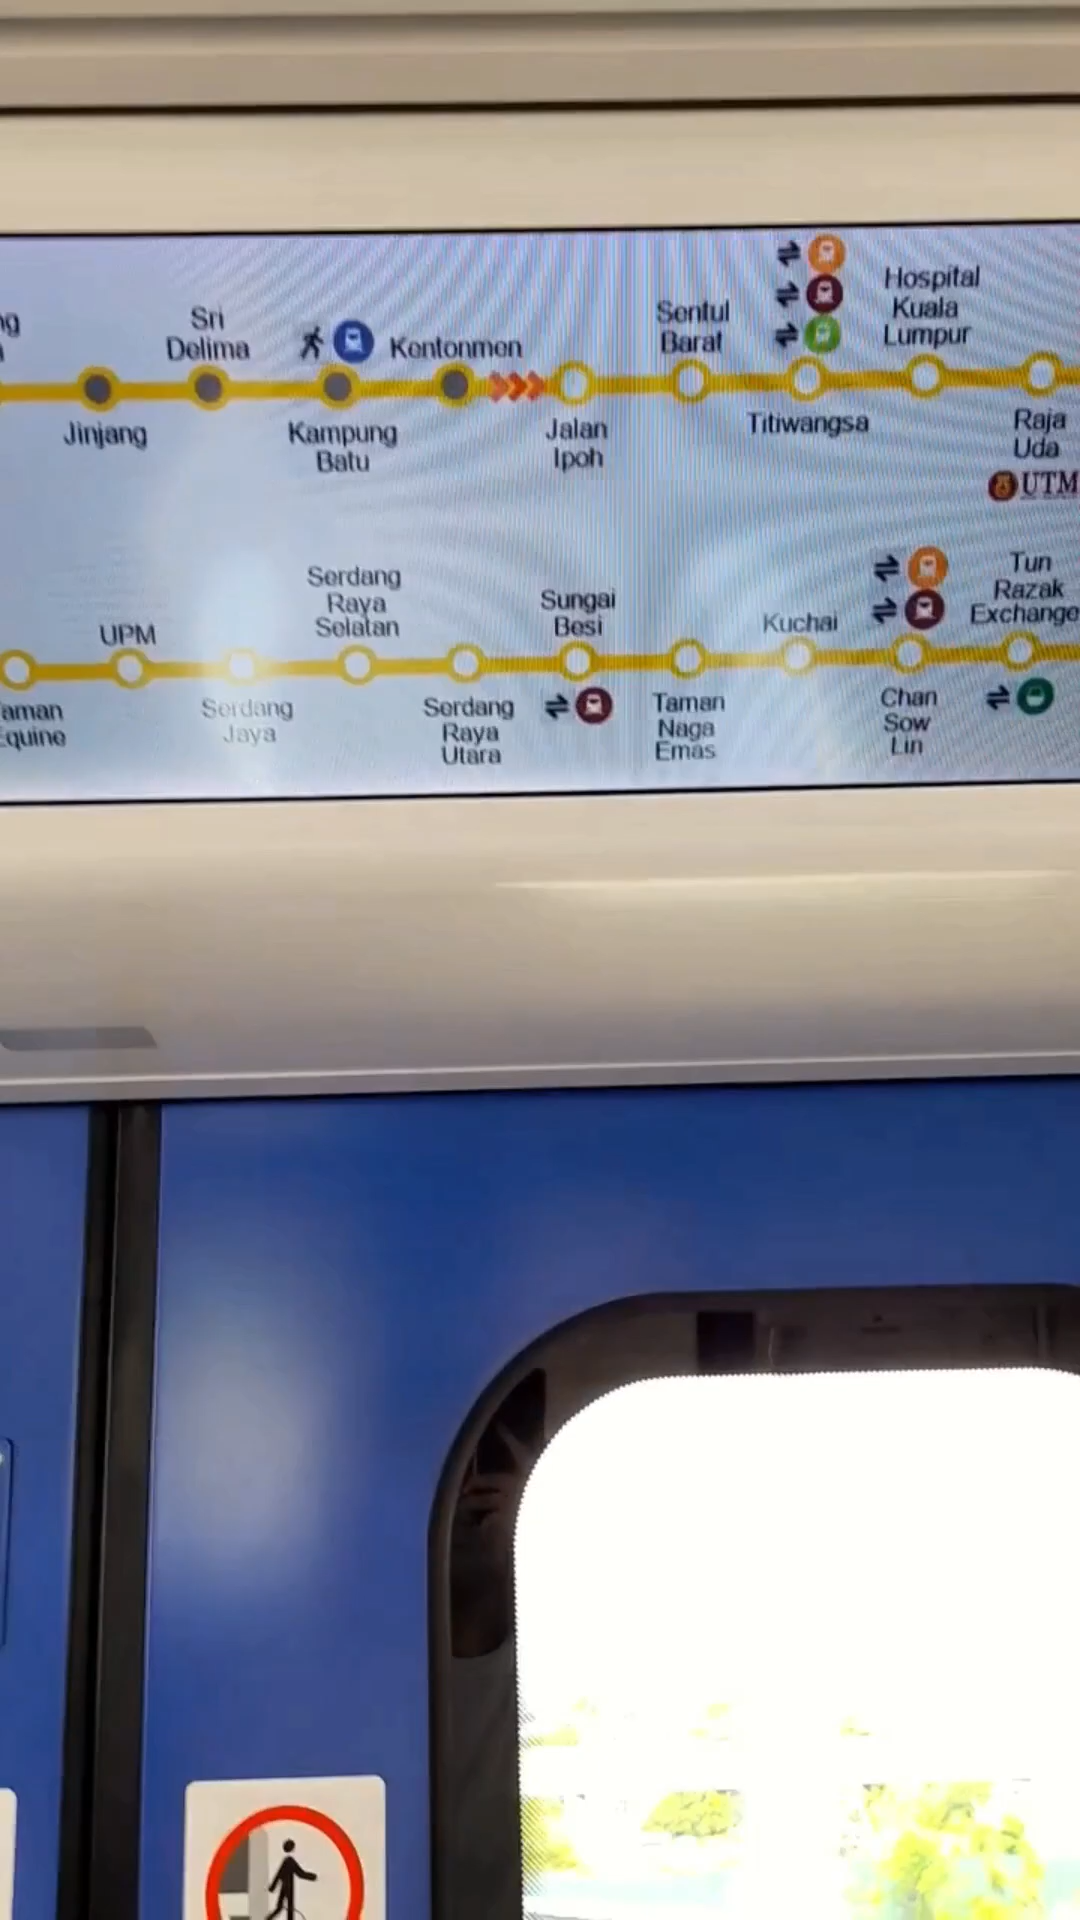 Sri
Delima
Kentonmen
Sentul
Barat
Hospital
Kuala
Lumpur
Jinjang
Kampung
Batu
Jalan
Ipoh
Titiwangsa
Raja
Uda
UTM
UPM
Serdang
Raya
Selatan
Sungai
Besi
Kuchai
Tun
Razak
Exchange
aman
Equine
Serdang
Jaya
Serdang
Raya
Utara
Taman
Naga
Emas
Chan
Sow
Lin